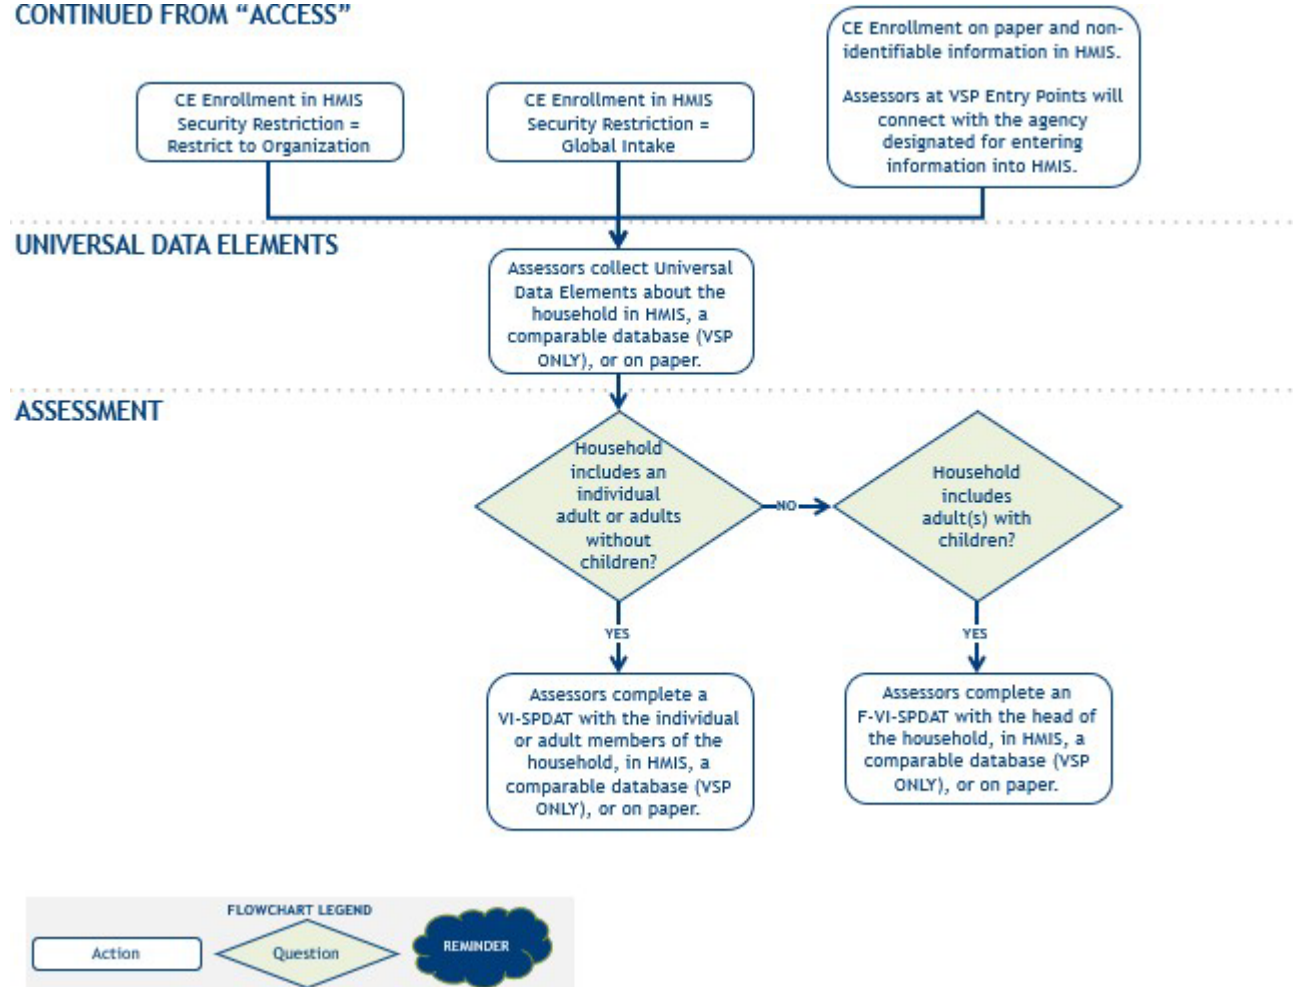 CONTINUED FROM “ACCESS”
CE Enrollment in HMIS
Security Restriction =
Restrict to Organization
CE Enrollment in HMIS
Security Restriction =
Global Intake
CE Enrollment on paper and non-
identifiable information in HMIS.
Assessors at VSP Entry Points will
connect with the agency
designated for entering
information into HMIS.
UNIVERSAL DATA ELEMENTS
Assessors collect Universal
Data Elements about the
household in HMIS, a
comparable database (VSP
ONLY), or on paper.
ASSESSMENT
Household
includes an
individual
adult or adults
without
children?
NO
Household
includes
adult(s) with
children?
YES
YES
Assessors complete a
VI-SPDAT with the individual
or adult members of the
household, in HMIS, a
comparable database (VSP
ONLY), or on paper.
Assessors complete an
F-VI-SPDAT with the head of
the household, in HMIS, a
comparable database (VSP
ONLY), or on paper.
FLOWCHART LEGEND
Action
Question
REMINDER